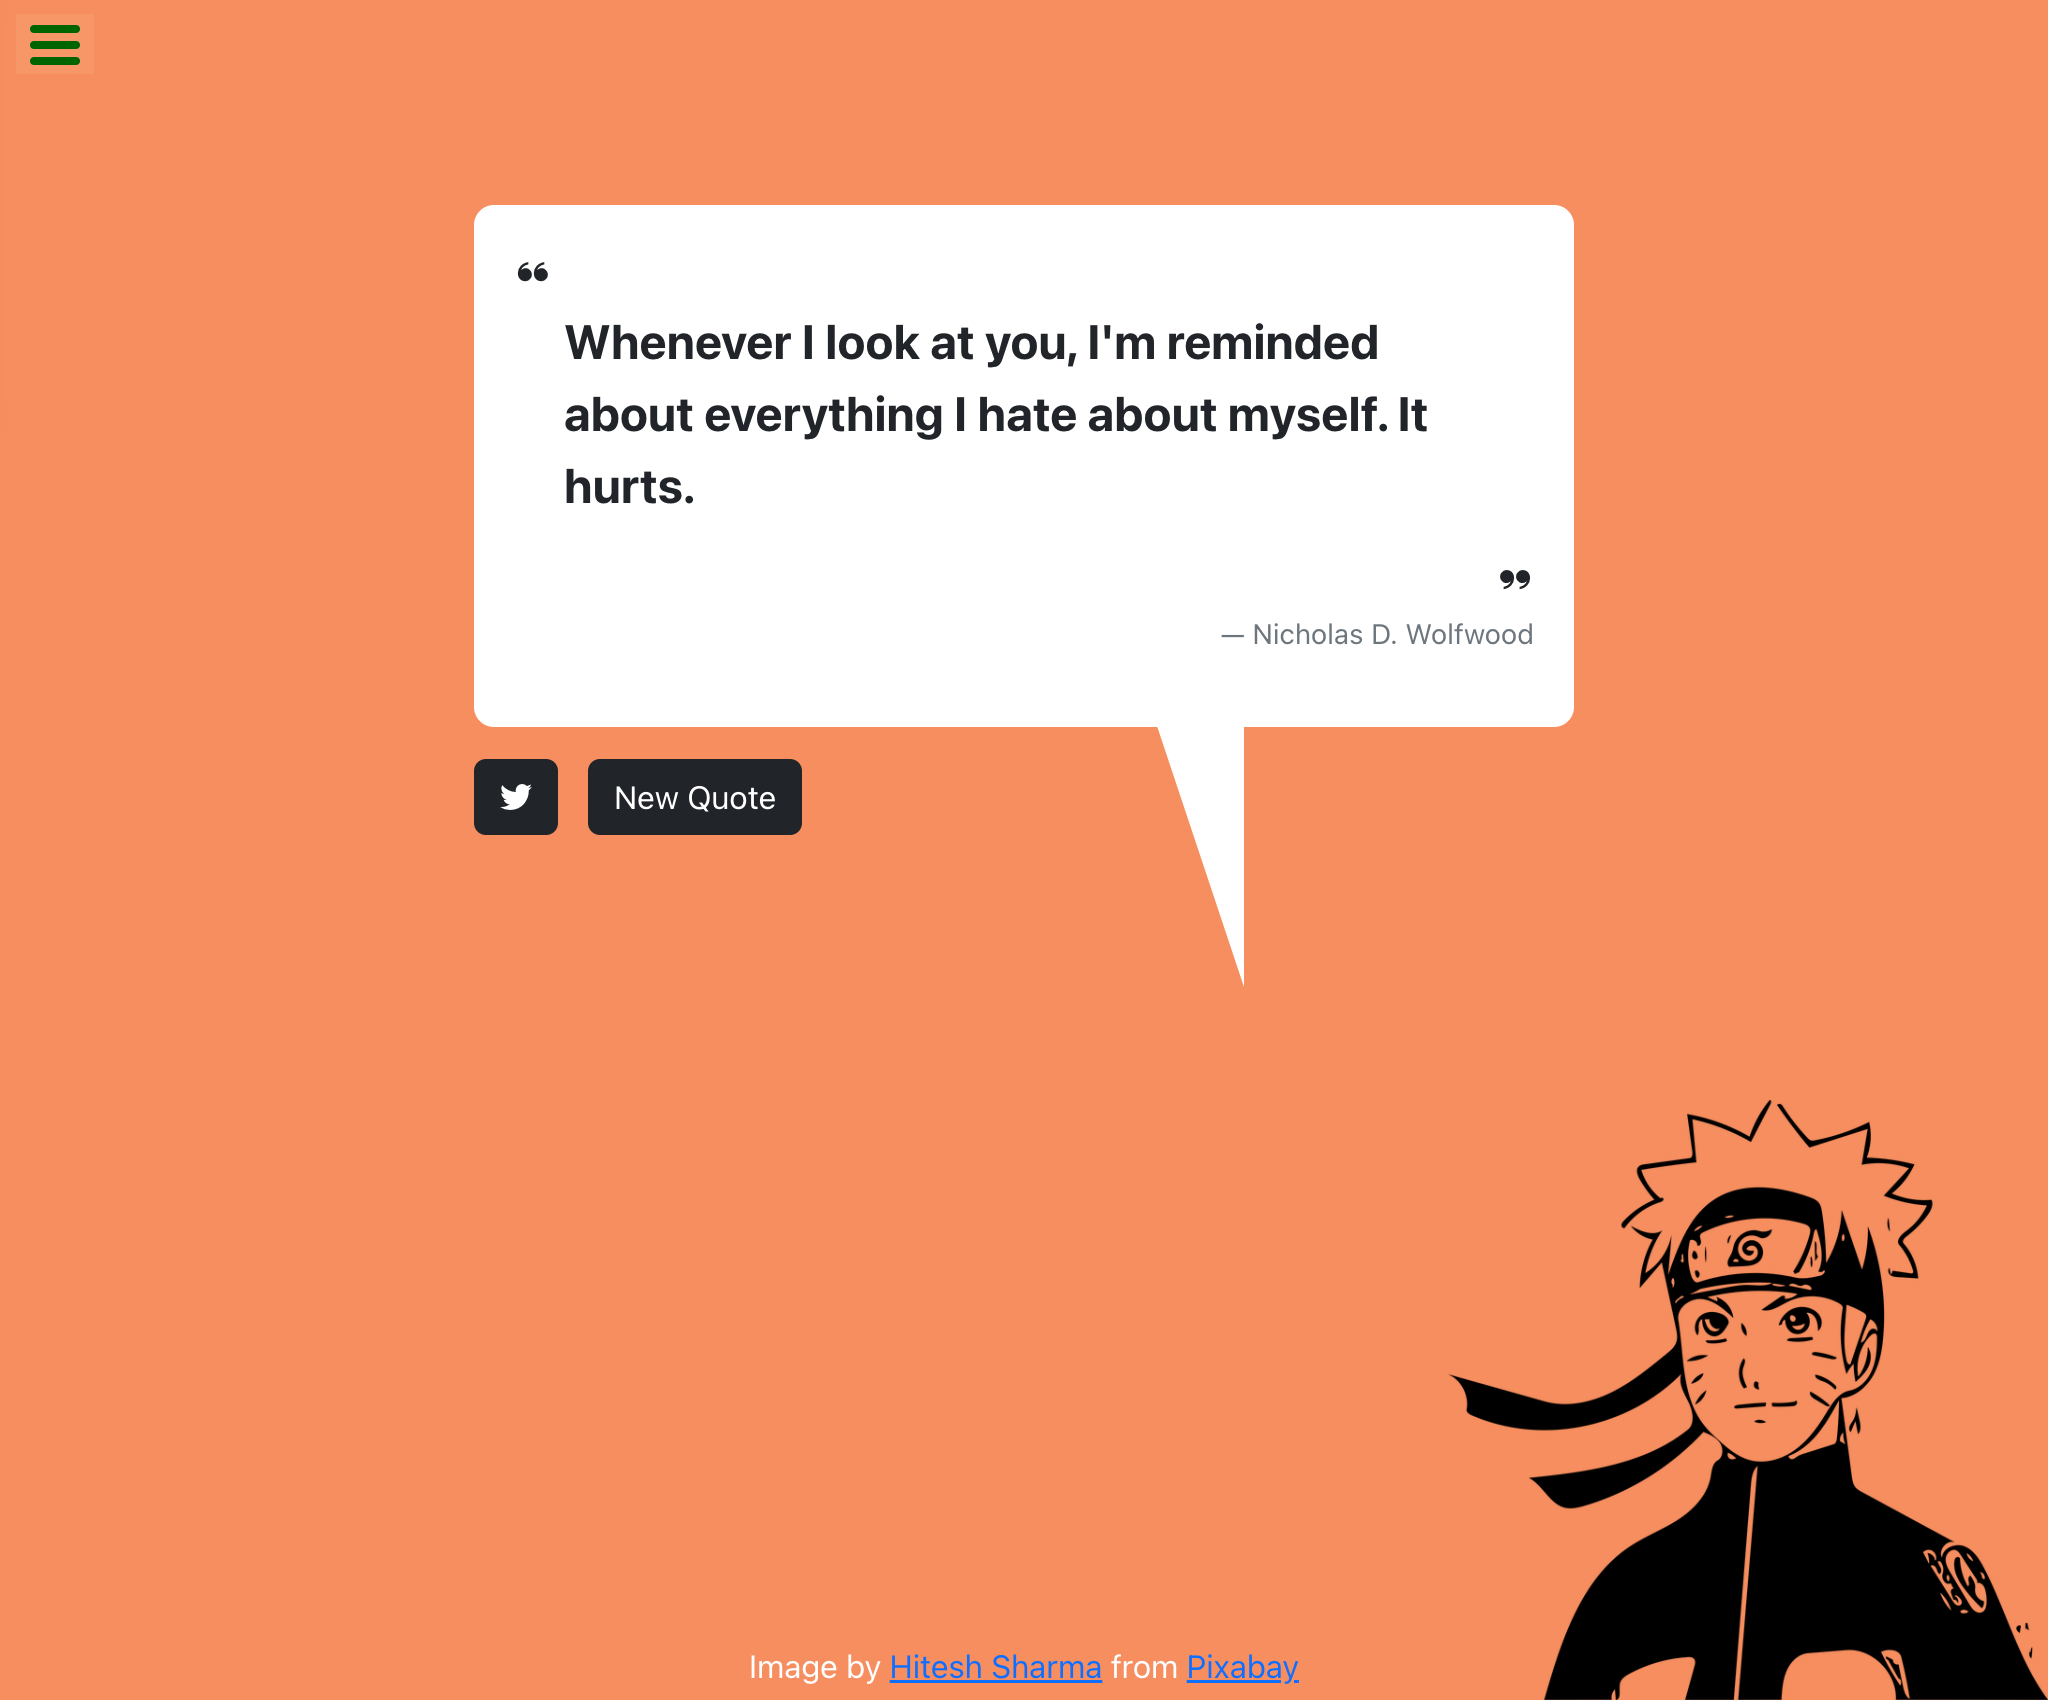 “
Whenever I look at you, I'm reminded
about everything I hate about myself. It
hurts.
”
— Nicholas D. Wolfwood
New Quote
Image by Hitesh Sharma from Pixabay